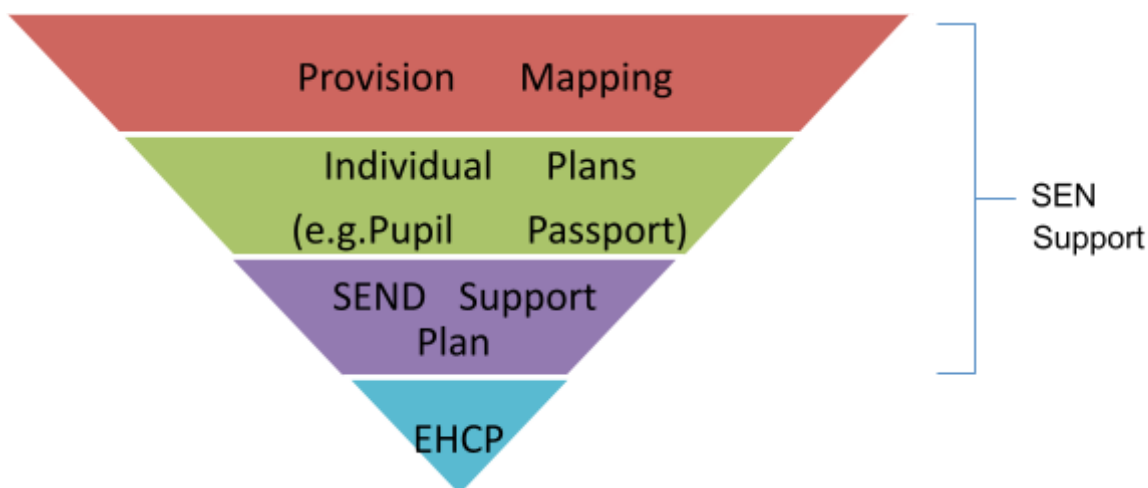 Provision Mapping
Individual Plans
(e.g.Pupil Passport)
SEND Support
Plan
EHCP
SEN
Support